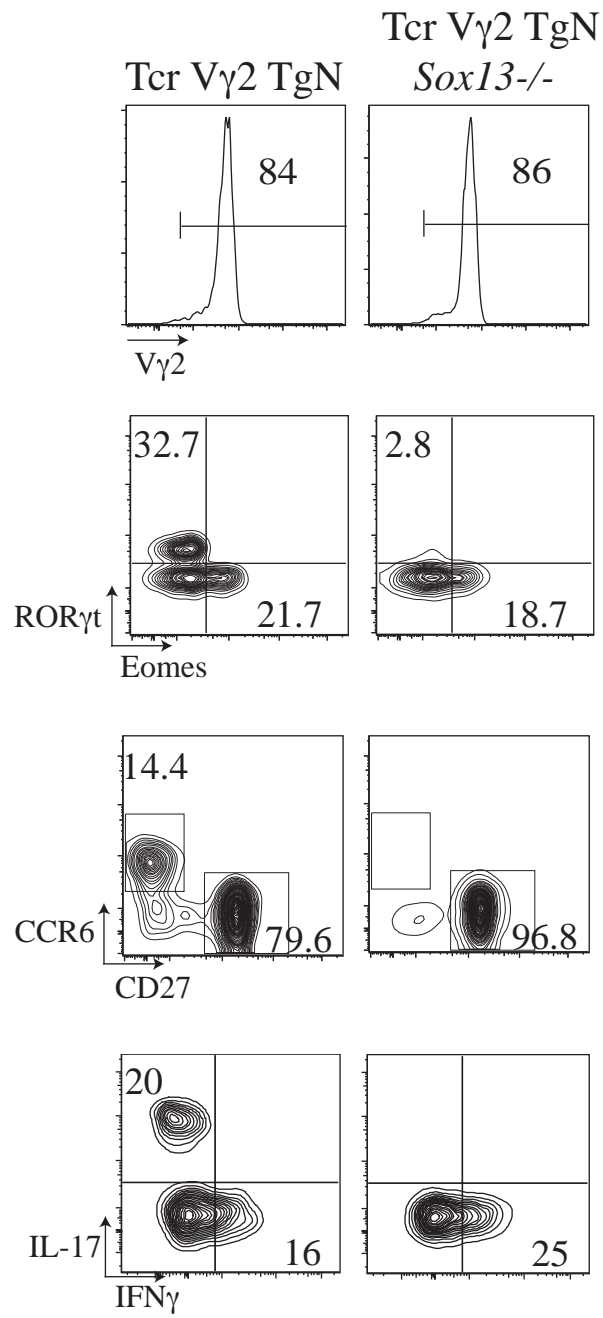 Tcr Vγ2 TgN
Tcr Vγ2 TgN
Sox13-/-
84
86
Vγ2
32.7
2.8
RORγt
21.7
18.7
Eomes
14.4
CCR6
79.6
96.8
CD27
20
IL-17
16
25
IFNγ